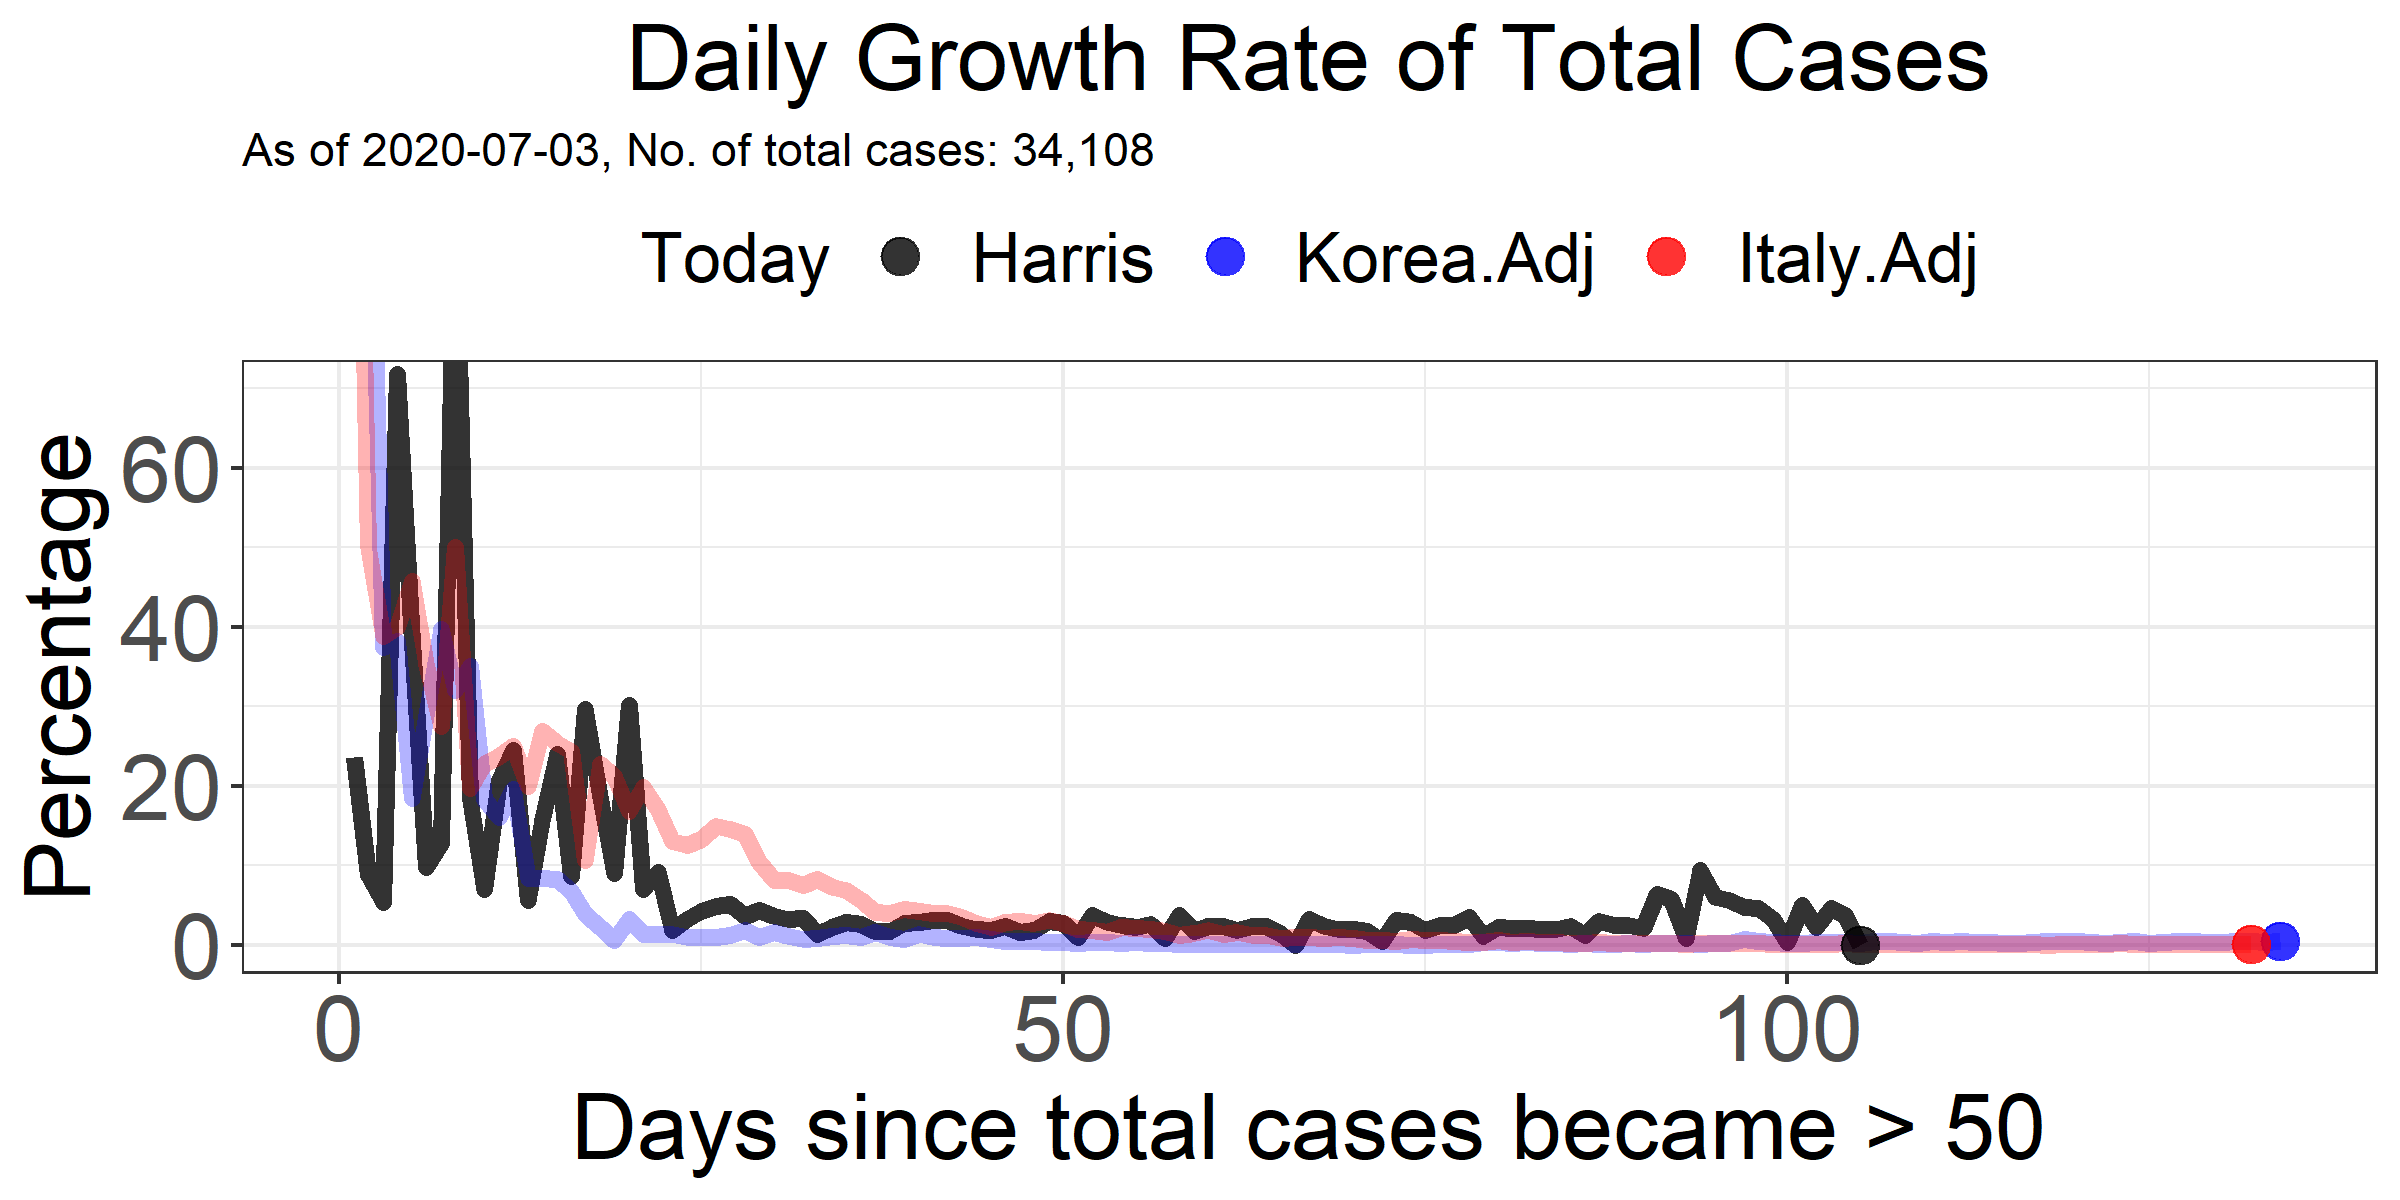 Daily Growth Rate of Total Cases
As of 2020-07-03, No. of total cases: 34,108
Today Harris Korea.Adj Italy.Adj
Percentage
60
40
20
0
0 50 100
Days since total cases became > 50